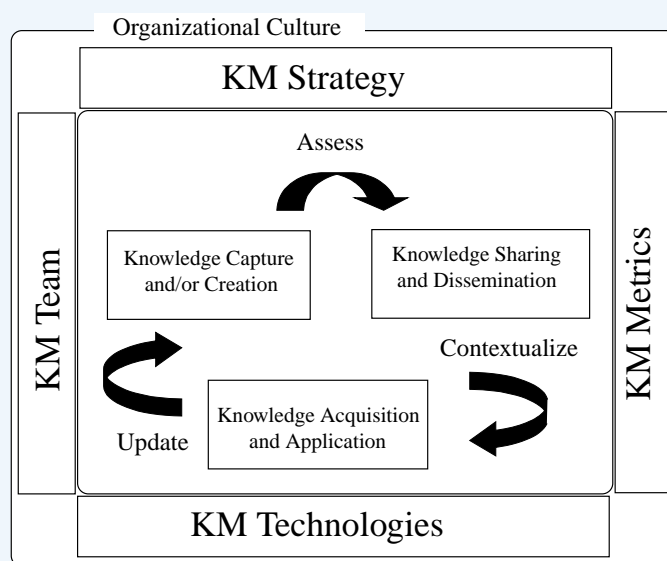 Organizational Culture
KM Strategy
Assess
Knowledge Capture
and/or Creation
Knowledge Sharing
and Dissemination
KM Team
KM Metrics
Contextualize
Update
Knowledge Acquisition
and Application
KM Technologies